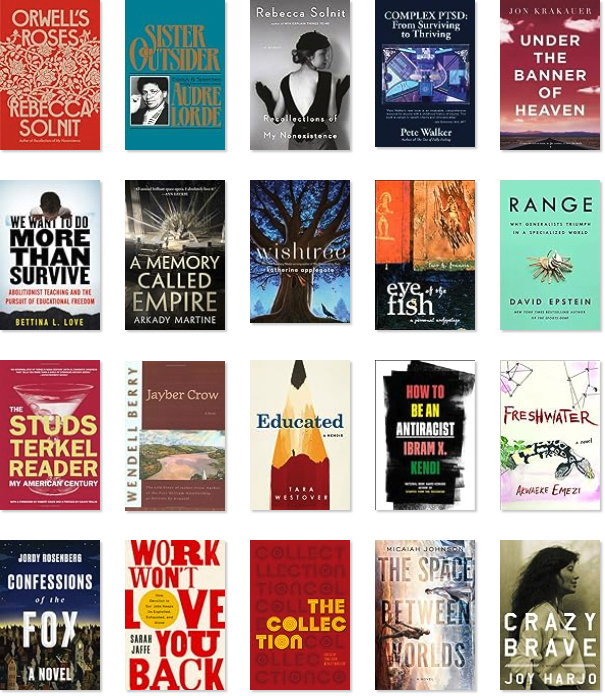 ORWELL'S
ROSES
REBECCA
SOLNIT
SISTER
OUTSIDER
AUDRE
LORDE
Rebecca Solnit
Recollections of
My Nonexistence
COMPLEX PTSD:
From Surviving
to Thriving
Pete Walker
JON KRAKAUER
UNDER
THE
BANNER
OF
HEAVEN
WE WANT TO DO
MORE
THAN
SURVIVE
ABOLITIONIST TEACHING AND THE
PURSUIT OF EDUCATIONAL FREEDOM
BETTINA L. LOVE
A MEMORY
CALLED
EMPIRE
ARKADY MARTINE
wishtree
katherine applegate
eye of the
fish
a personal archipelago
RANGE
WHY GENERALISTS TRIUMPH
IN A SPECIALIZED WORLD
DAVID EPSTEIN
THE
STUDS
TERKEL
READER
MY AMERICAN CENTURY
WENDELL BERRY
Jayber Crow
Educated
A MEMOIR
TARA
WESTOVER
HOW TO
BE AN
ANTIRACIST
IBRAM X.
KENDI
FRESHWATER
a novel
AKWAEKE EMEZI
JORDY ROSENBERG
CONFESSIONS
of the
FOX
A NOVEL
WORK
WON'T
LOVE
YOU
BACK
SARAH
JAFFE
THE
COLLEC
TION
MICAIAH JOHNSON
THE SPACE
BETWEEN
WORLDS
CRAZY
BRAVE
JOY HARJO